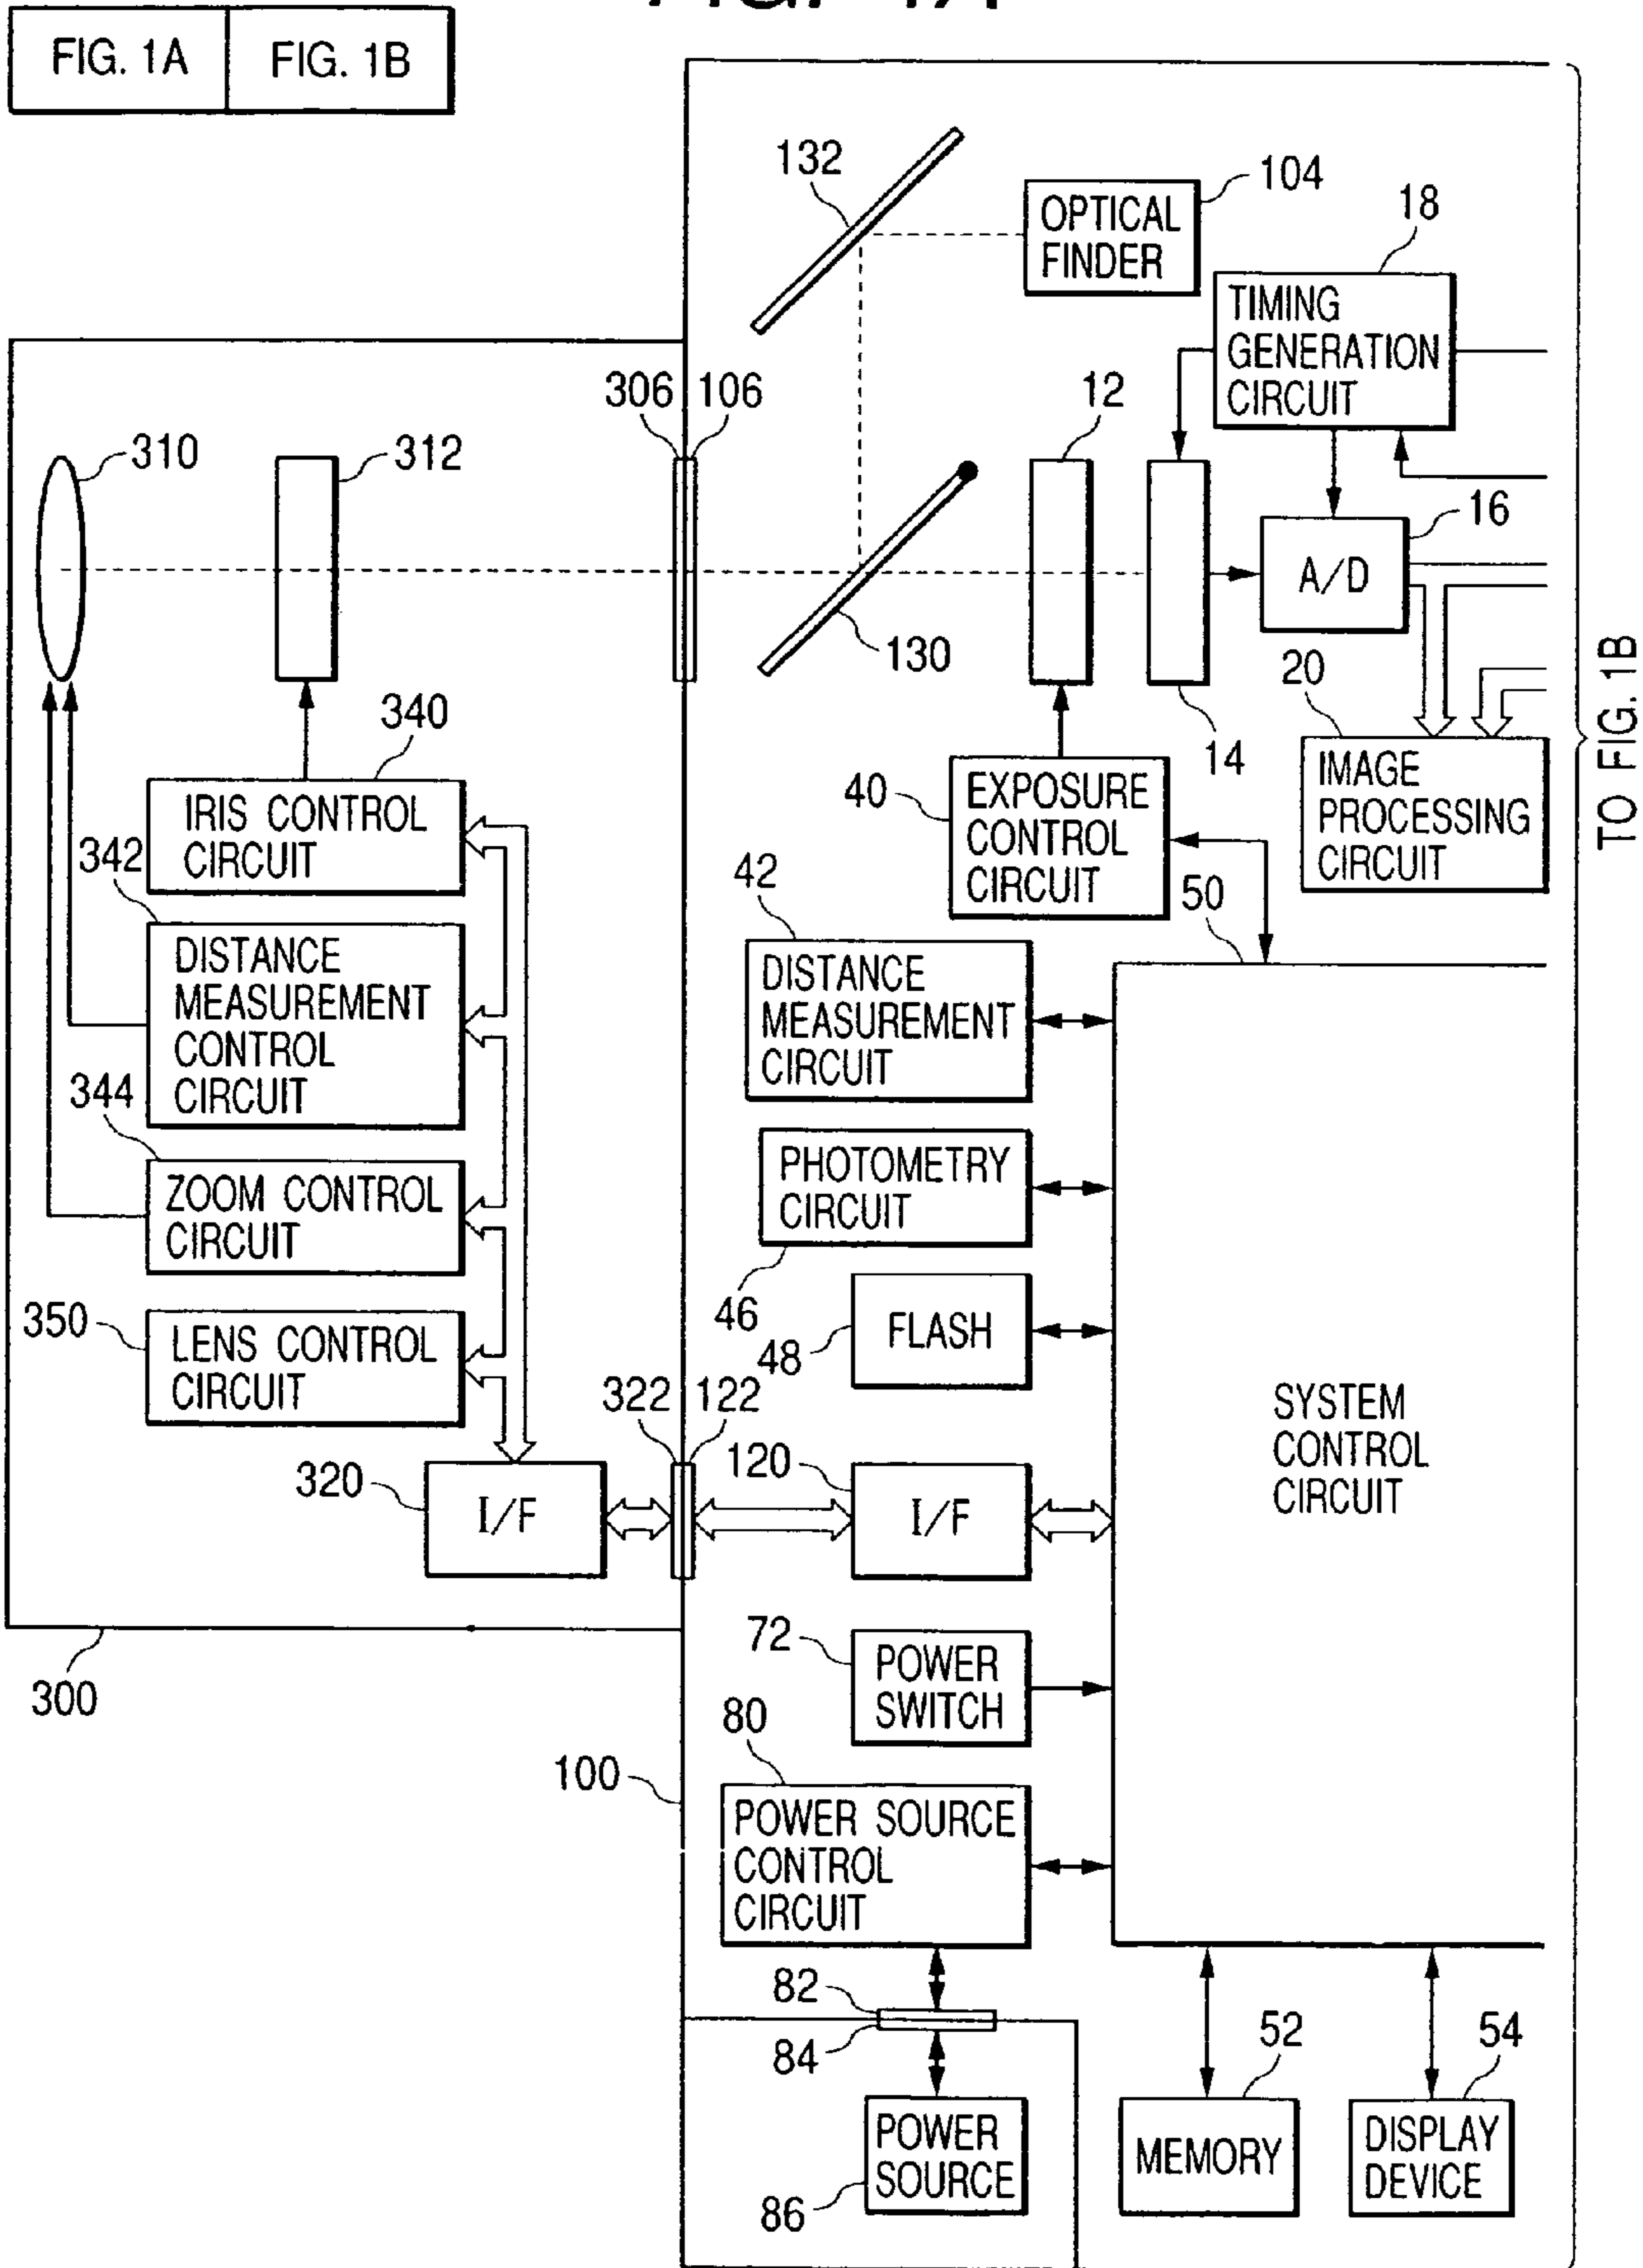 FIG. 1A
FIG. 1A
FIG. 1B
132
OPTICAL
FINDER
104
18
TIMING
GENERATION
CIRCUIT
306
106
12
310
312
16
A/D
130
20
14
340
IRIS CONTROL
CIRCUIT
342
40
EXPOSURE
CONTROL
CIRCUIT
IMAGE
PROCESSING
CIRCUIT
TO FIG. 1B
42
50
DISTANCE
MEASUREMENT
CONTROL
CIRCUIT
DISTANCE
MEASUREMENT
CIRCUIT
344
ZOOM CONTROL
CIRCUIT
PHOTOMETRY
CIRCUIT
46
350
LENS CONTROL
CIRCUIT
FLASH
48
SYSTEM
CONTROL
CIRCUIT
322
122
320
I/F
120
I/F
72
POWER
SWITCH
300
80
100
POWER SOURCE
CONTROL
CIRCUIT
82
84
52
54
POWER
SOURCE
86
MEMORY
DISPLAY
DEVICE